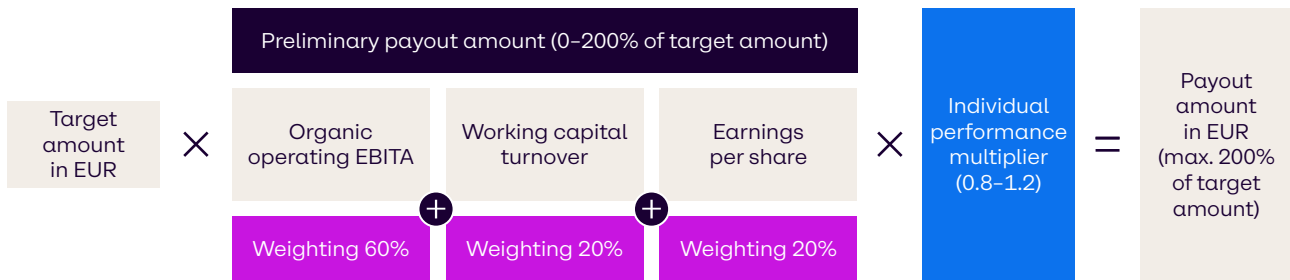 Preliminary payout amount (0–200% of target amount)
Target
amount
in EUR
×
Organic
operating EBITA
+
Working capital
turnover
+
Earnings
per share
Weighting 60%
Weighting 20%
Weighting 20%
×
Individual
performance
multiplier
(0.8–1.2)
=
Payout
amount
in EUR
(max. 200%
of target
amount)